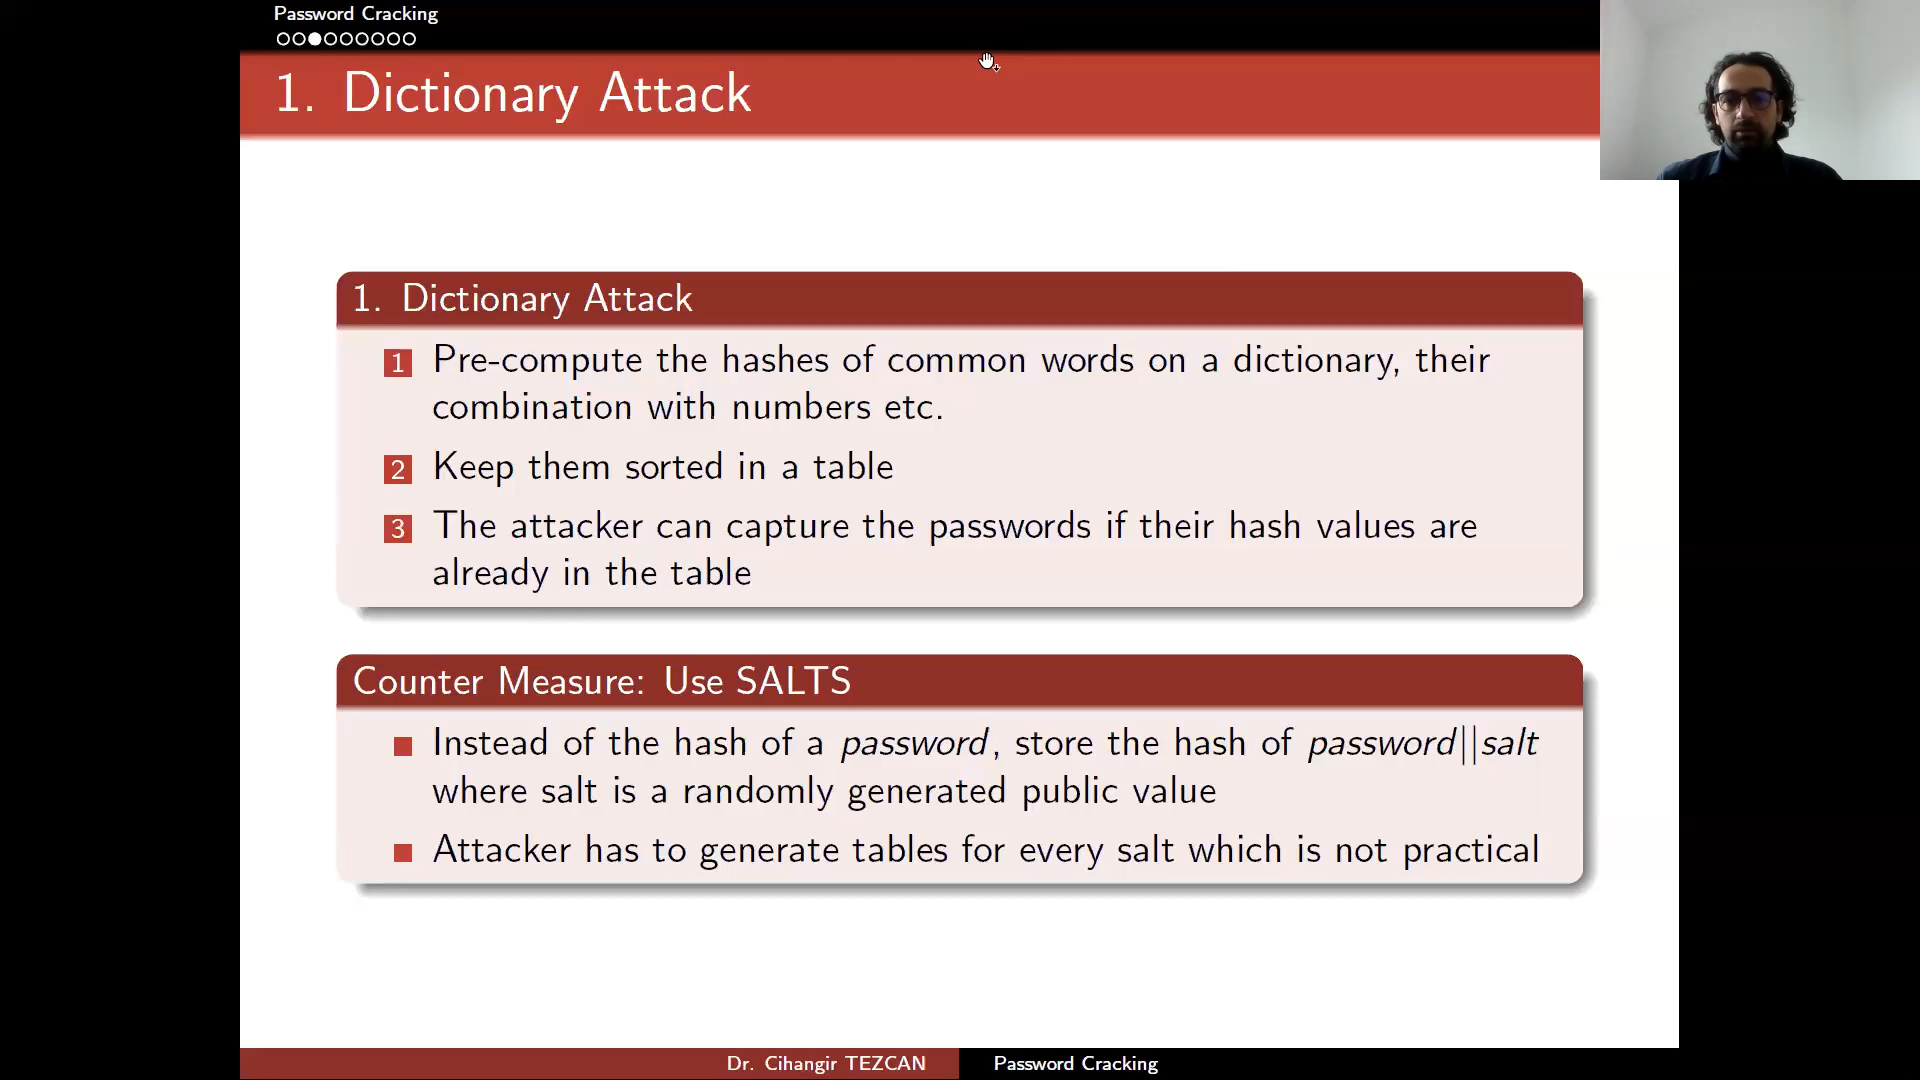 Password Cracking
1. Dictionary Attack
1. Dictionary Attack
1 Pre-compute the hashes of common words on a dictionary, their
combination with numbers etc.
2 Keep them sorted in a table
3 The attacker can capture the passwords if their hash values are
already in the table
Counter Measure: Use SALTS
Instead of the hash of a password, store the hash of password||salt
where salt is a randomly generated public value
Attacker has to generate tables for every salt which is not practical
Dr. Cihangir TEZCAN
Password Cracking